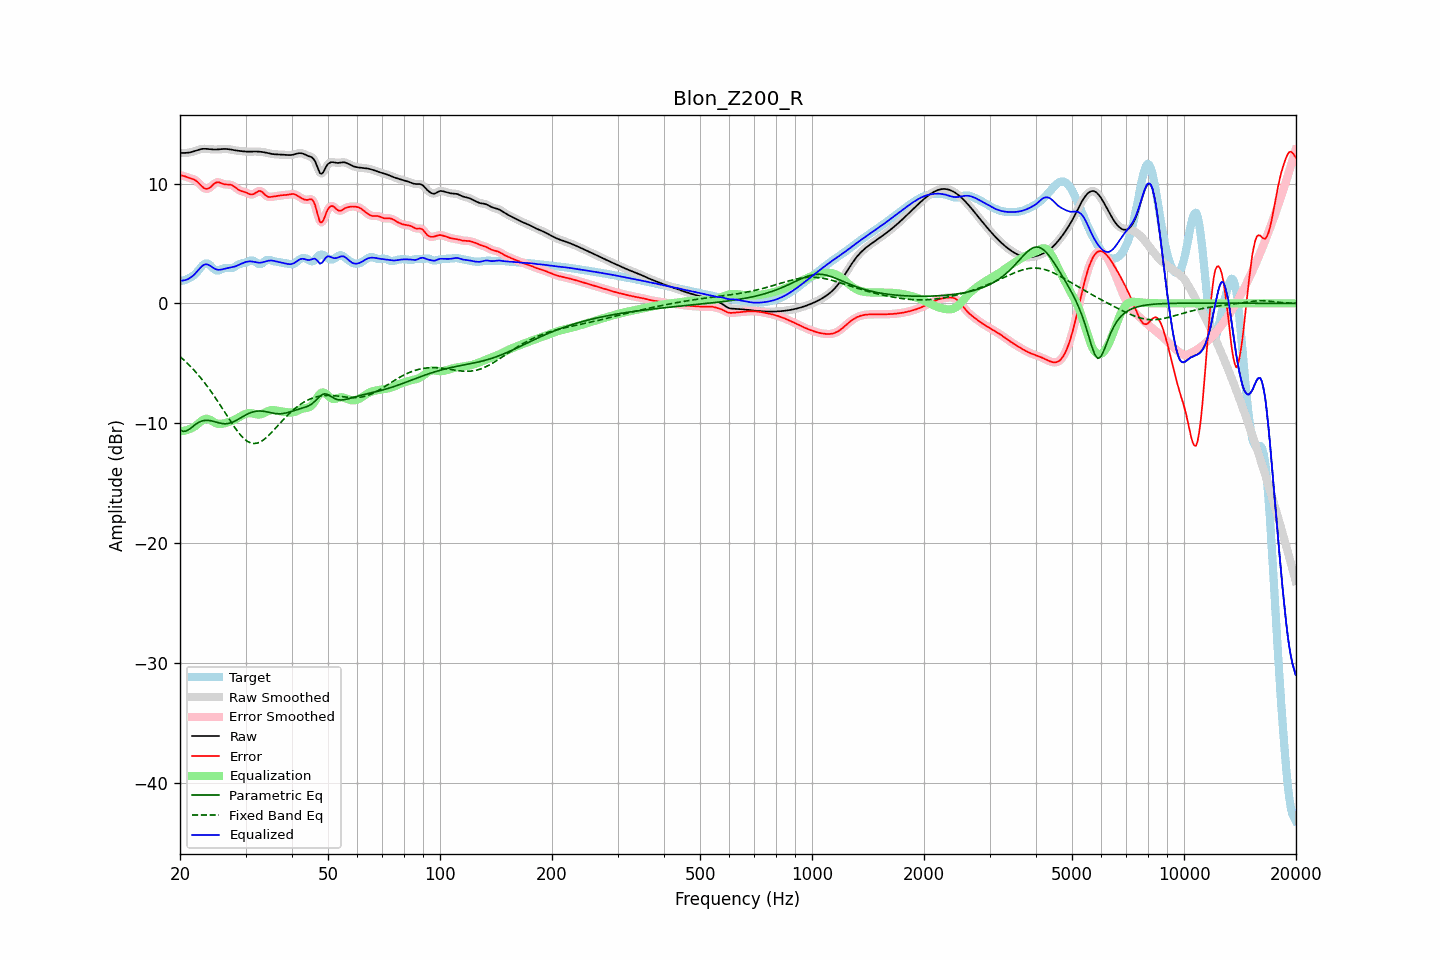 Blon_Z200_R
Amplitude (dBr)
10
0
−10
−20
−30
−40
Target
Raw Smoothed
Error Smoothed
Raw
Error
Equalization
Parametric Eq
Fixed Band Eq
Equalized
20 50 100 200 500 1000 2000 5000 10000 20000
Frequency (Hz)